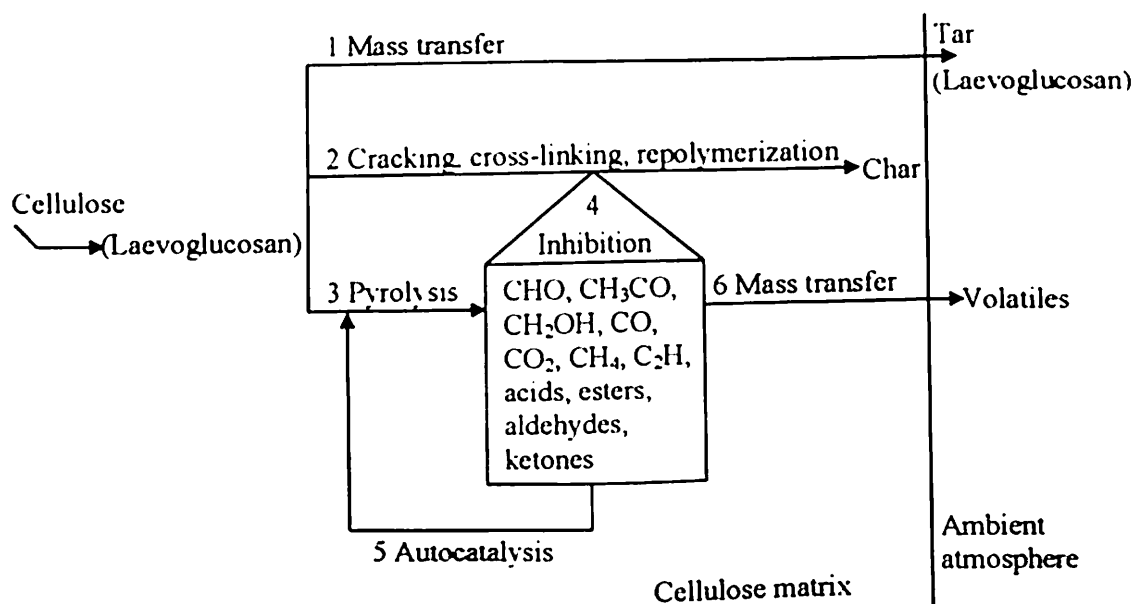 1 Mass transfer
Tar
(Laevoglucosan)
2 Cracking, cross-linking, repolymerization
Char
Cellulose
(Laevoglucosan)
4
Inhibition
3 Pyrolysis
CHO, CH₃CO,
CH₂OH, CO,
CO₂, CH₄, C₂H,
acids, esters,
aldehydes,
ketones
6 Mass transfer
Volatiles
5 Autocatalysis
Ambient
atmosphere
Cellulose matrix